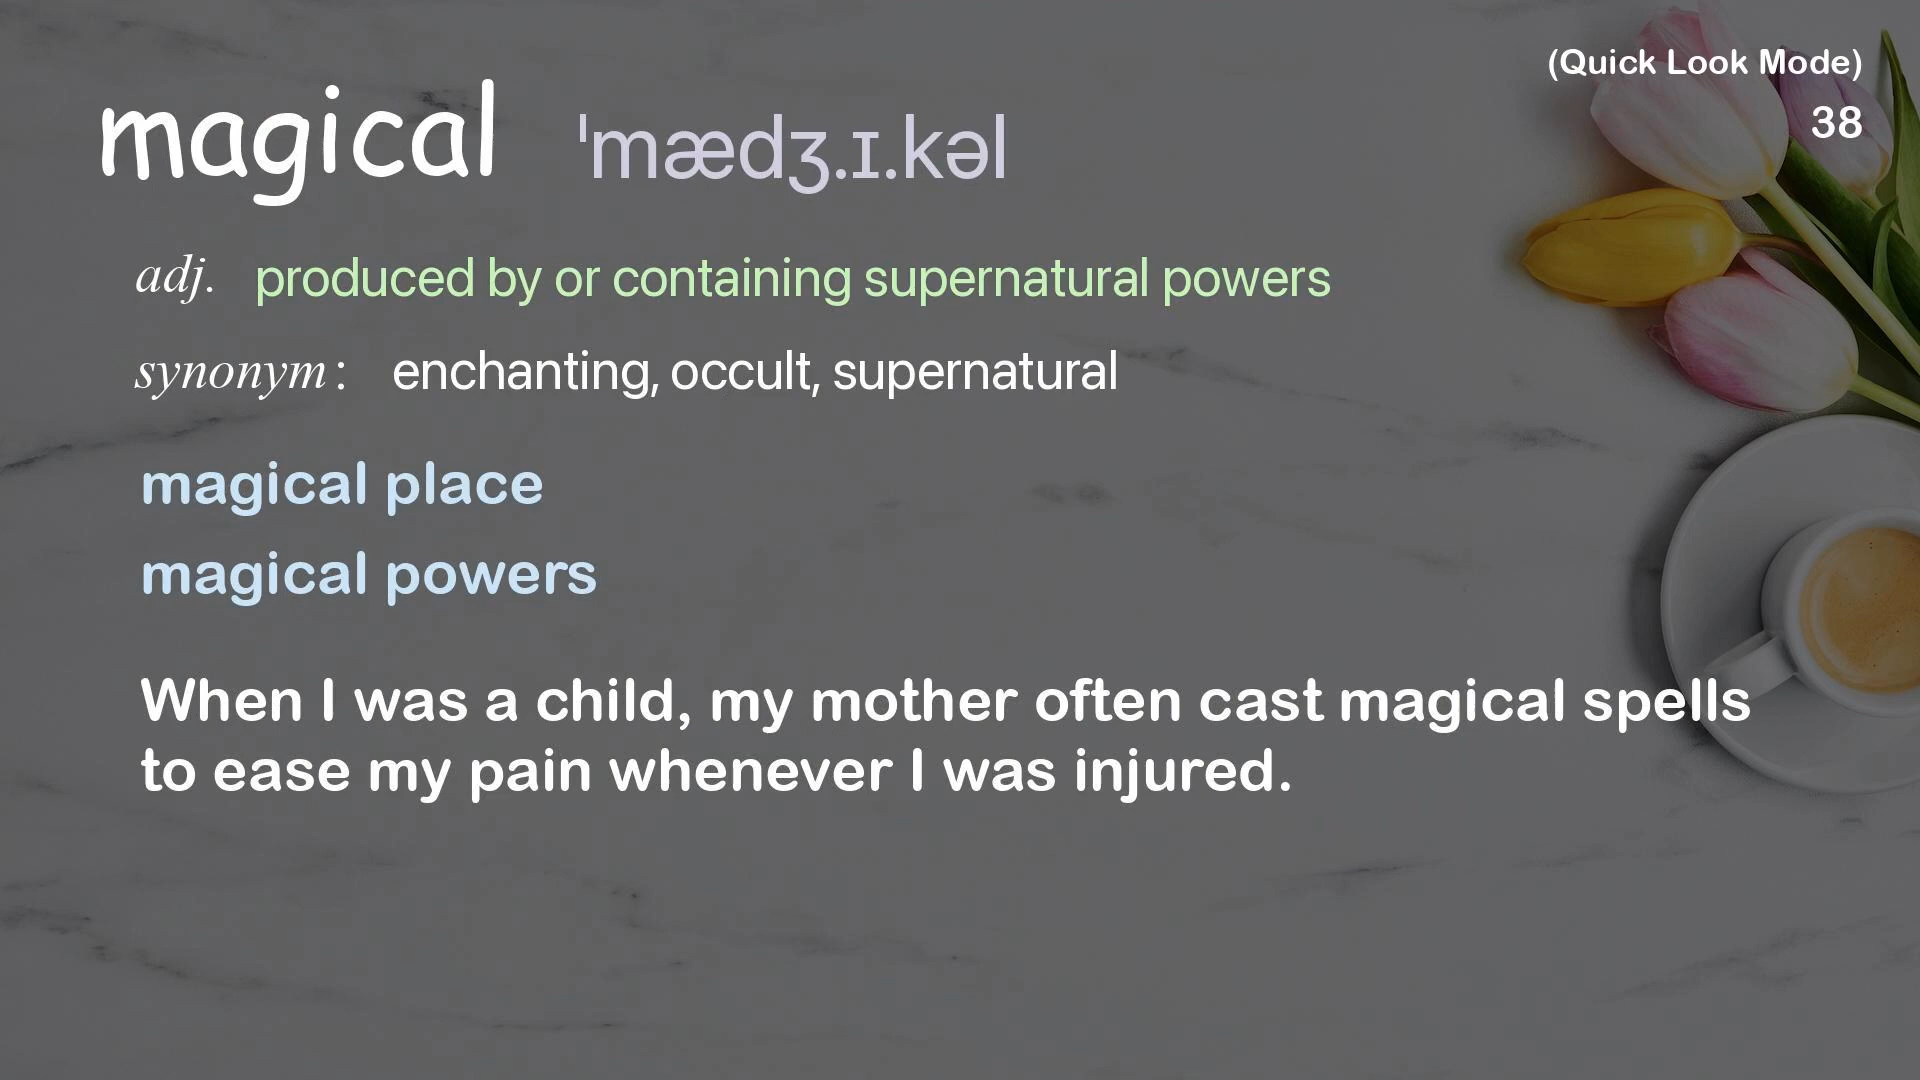 (Quick Look Mode)
38
magical ˈmædʒ.ɪ.kəl
adj. produced by or containing supernatural powers
synonym : enchanting, occult, supernatural
magical place
magical powers
When I was a child, my mother often cast magical spells
to ease my pain whenever I was injured.